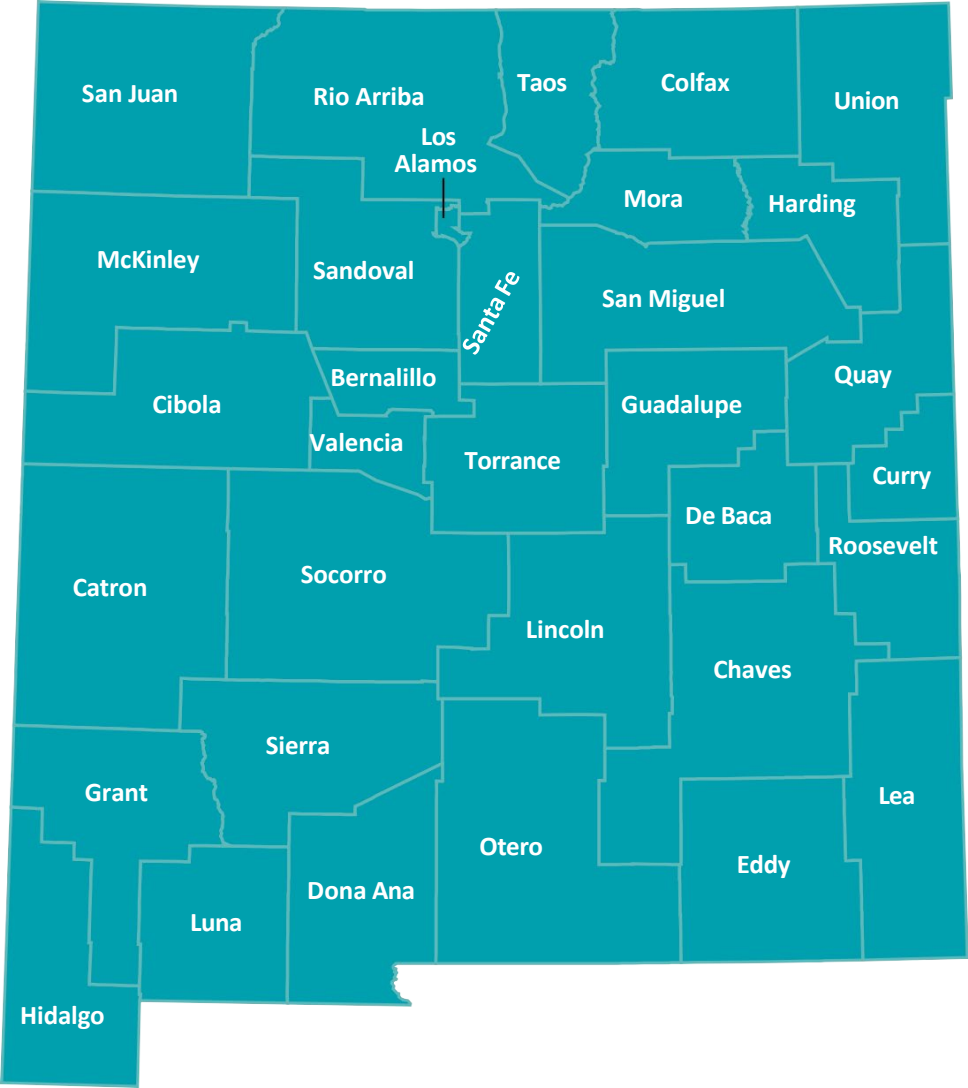 San Juan
Rio Arriba
Taos
Colfax
Union
Los
Alamos
Mora
Harding
McKinley
Sandoval
Santa Fe
San Miguel
Bernalillo
Quay
Cibola
Guadalupe
Valencia
Torrance
Curry
De Baca
Roosevelt
Catron
Socorro
Lincoln
Chaves
Sierra
Grant
Lea
Otero
Eddy
Dona Ana
Luna
Hidalgo